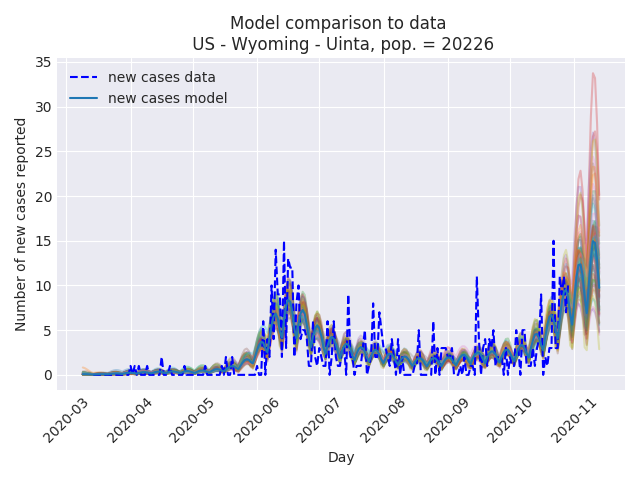 Model comparison to data
US - Wyoming - Uinta, pop. = 20226
new cases data
new cases model
Number of new cases reported
35
30
25
20
15
10
5
0
2020-03
2020-04
2020-05
2020-06
2020-07
2020-08
2020-09
2020-10
2020-11
Day